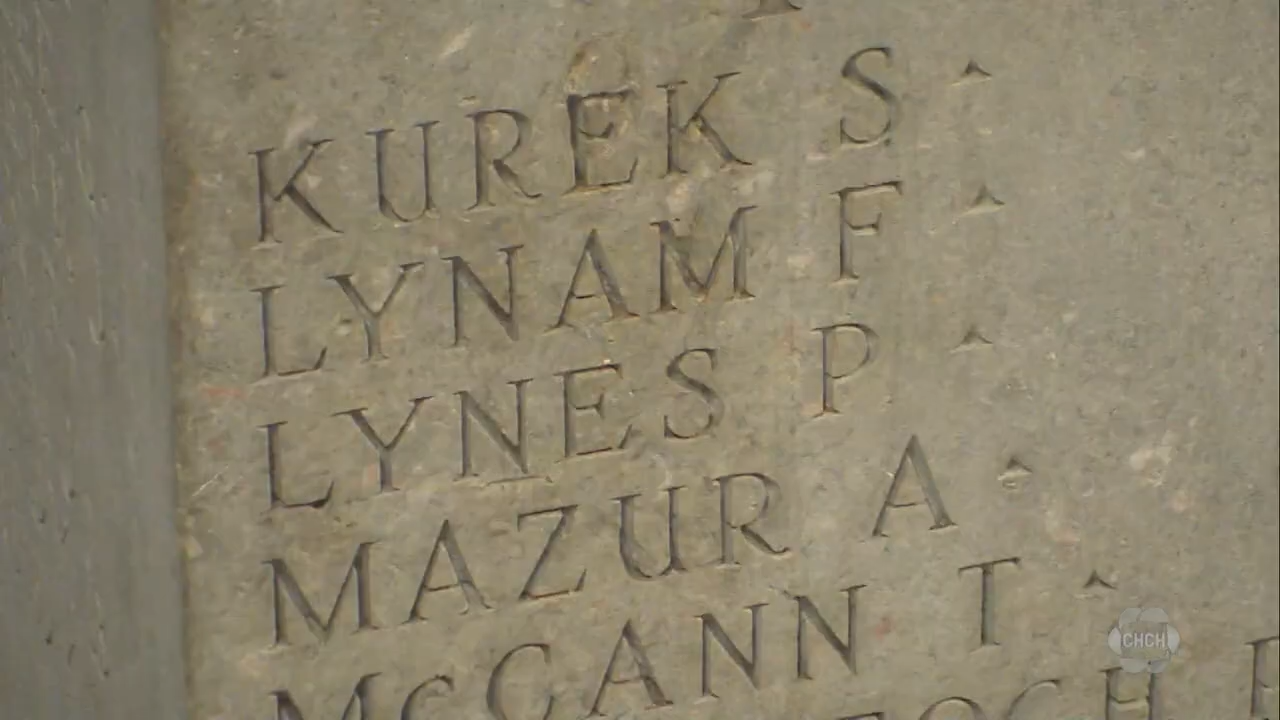 KUREK S
LYNAM F
LYNES P
MAZUR A
McCANN T
CHCH